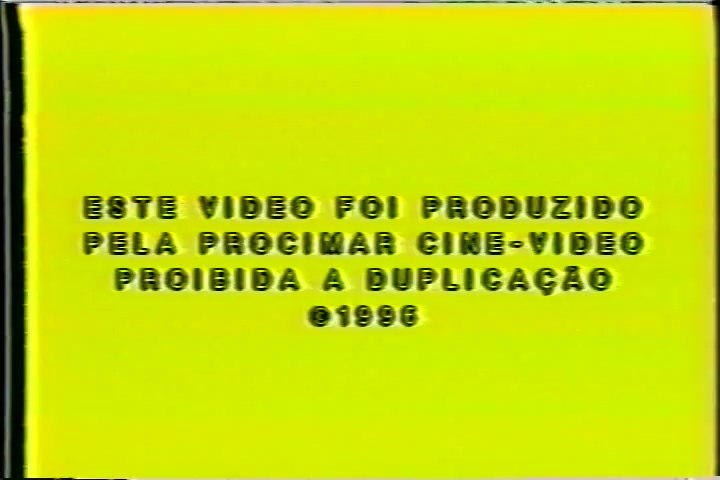 ESTE VIDEO FOI PRODUZIDO
PELA PROCIMAR CINE-VIDEO
PROIBIDA A DUPLICAÇÃO
©1996